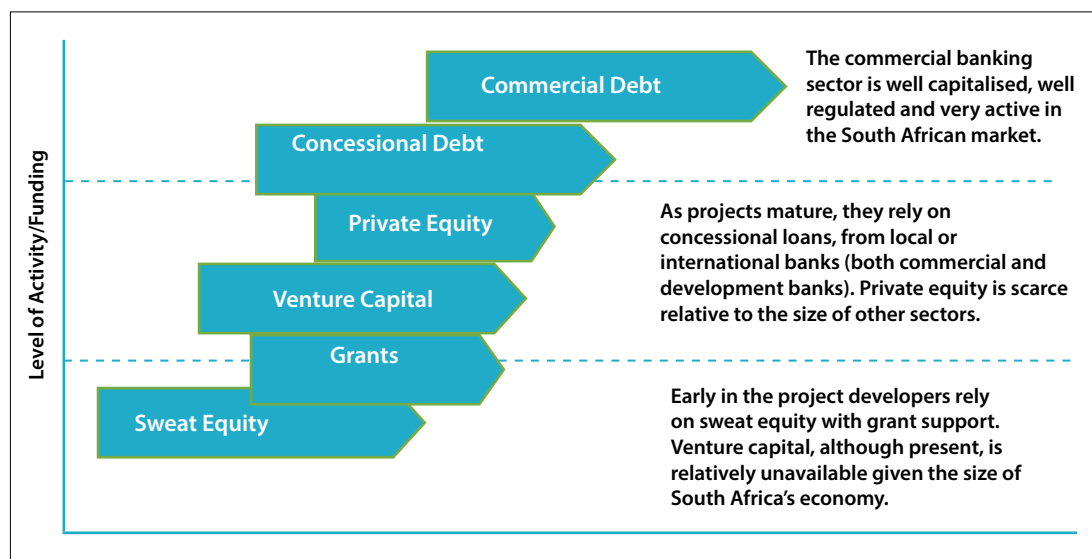 Level of Activity/Funding
Commercial Debt
Concessional Debt
Private Equity
Venture Capital
Grants
Sweat Equity
The commercial banking
sector is well capitalised, well
regulated and very active in
the South African market.
As projects mature, they rely on
concessional loans, from local or
international banks (both commercial and
development banks). Private equity is scarce
relative to the size of other sectors.
Early in the project developers rely
on sweat equity with grant support.
Venture capital, although present, is
relatively unavailable given the size of
South Africa’s economy.